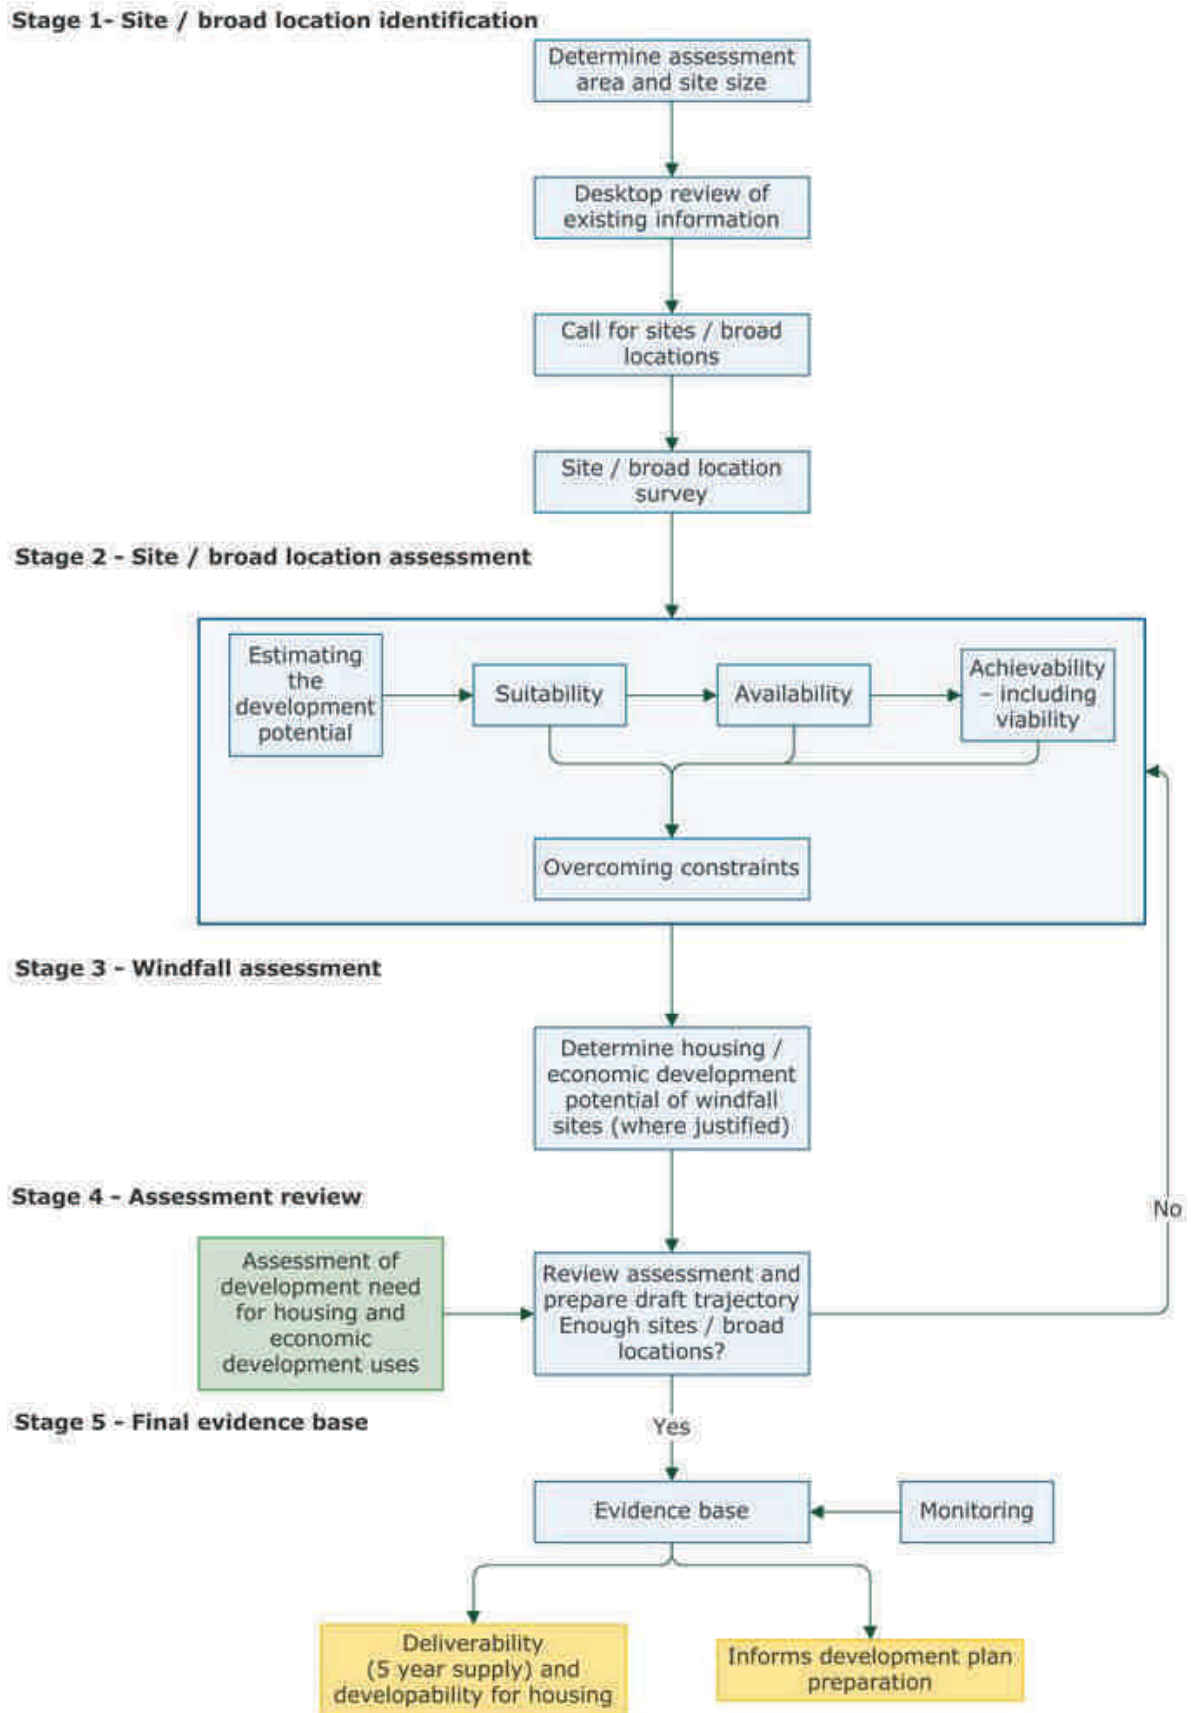 Stage 1- Site / broad location identification
Determine assessment
area and site size
Desktop review of
existing information
Call for sites / broad
locations
Site / broad location
survey
Stage 2 - Site / broad location assessment
Estimating
the
development
potential
Suitability
Availability
Achievability
– including
viability
Overcoming constraints
Stage 3 - Windfall assessment
Determine housing /
economic development
potential of windfall
sites (where justified)
Stage 4 - Assessment review
No
Assessment of
development need
for housing and
economic
development uses
Review assessment and
prepare draft trajectory
Enough sites / broad
locations?
Stage 5 - Final evidence base
Yes
Evidence base
Monitoring
Deliverability
(5 year supply) and
developability for housing
Informs development plan
preparation